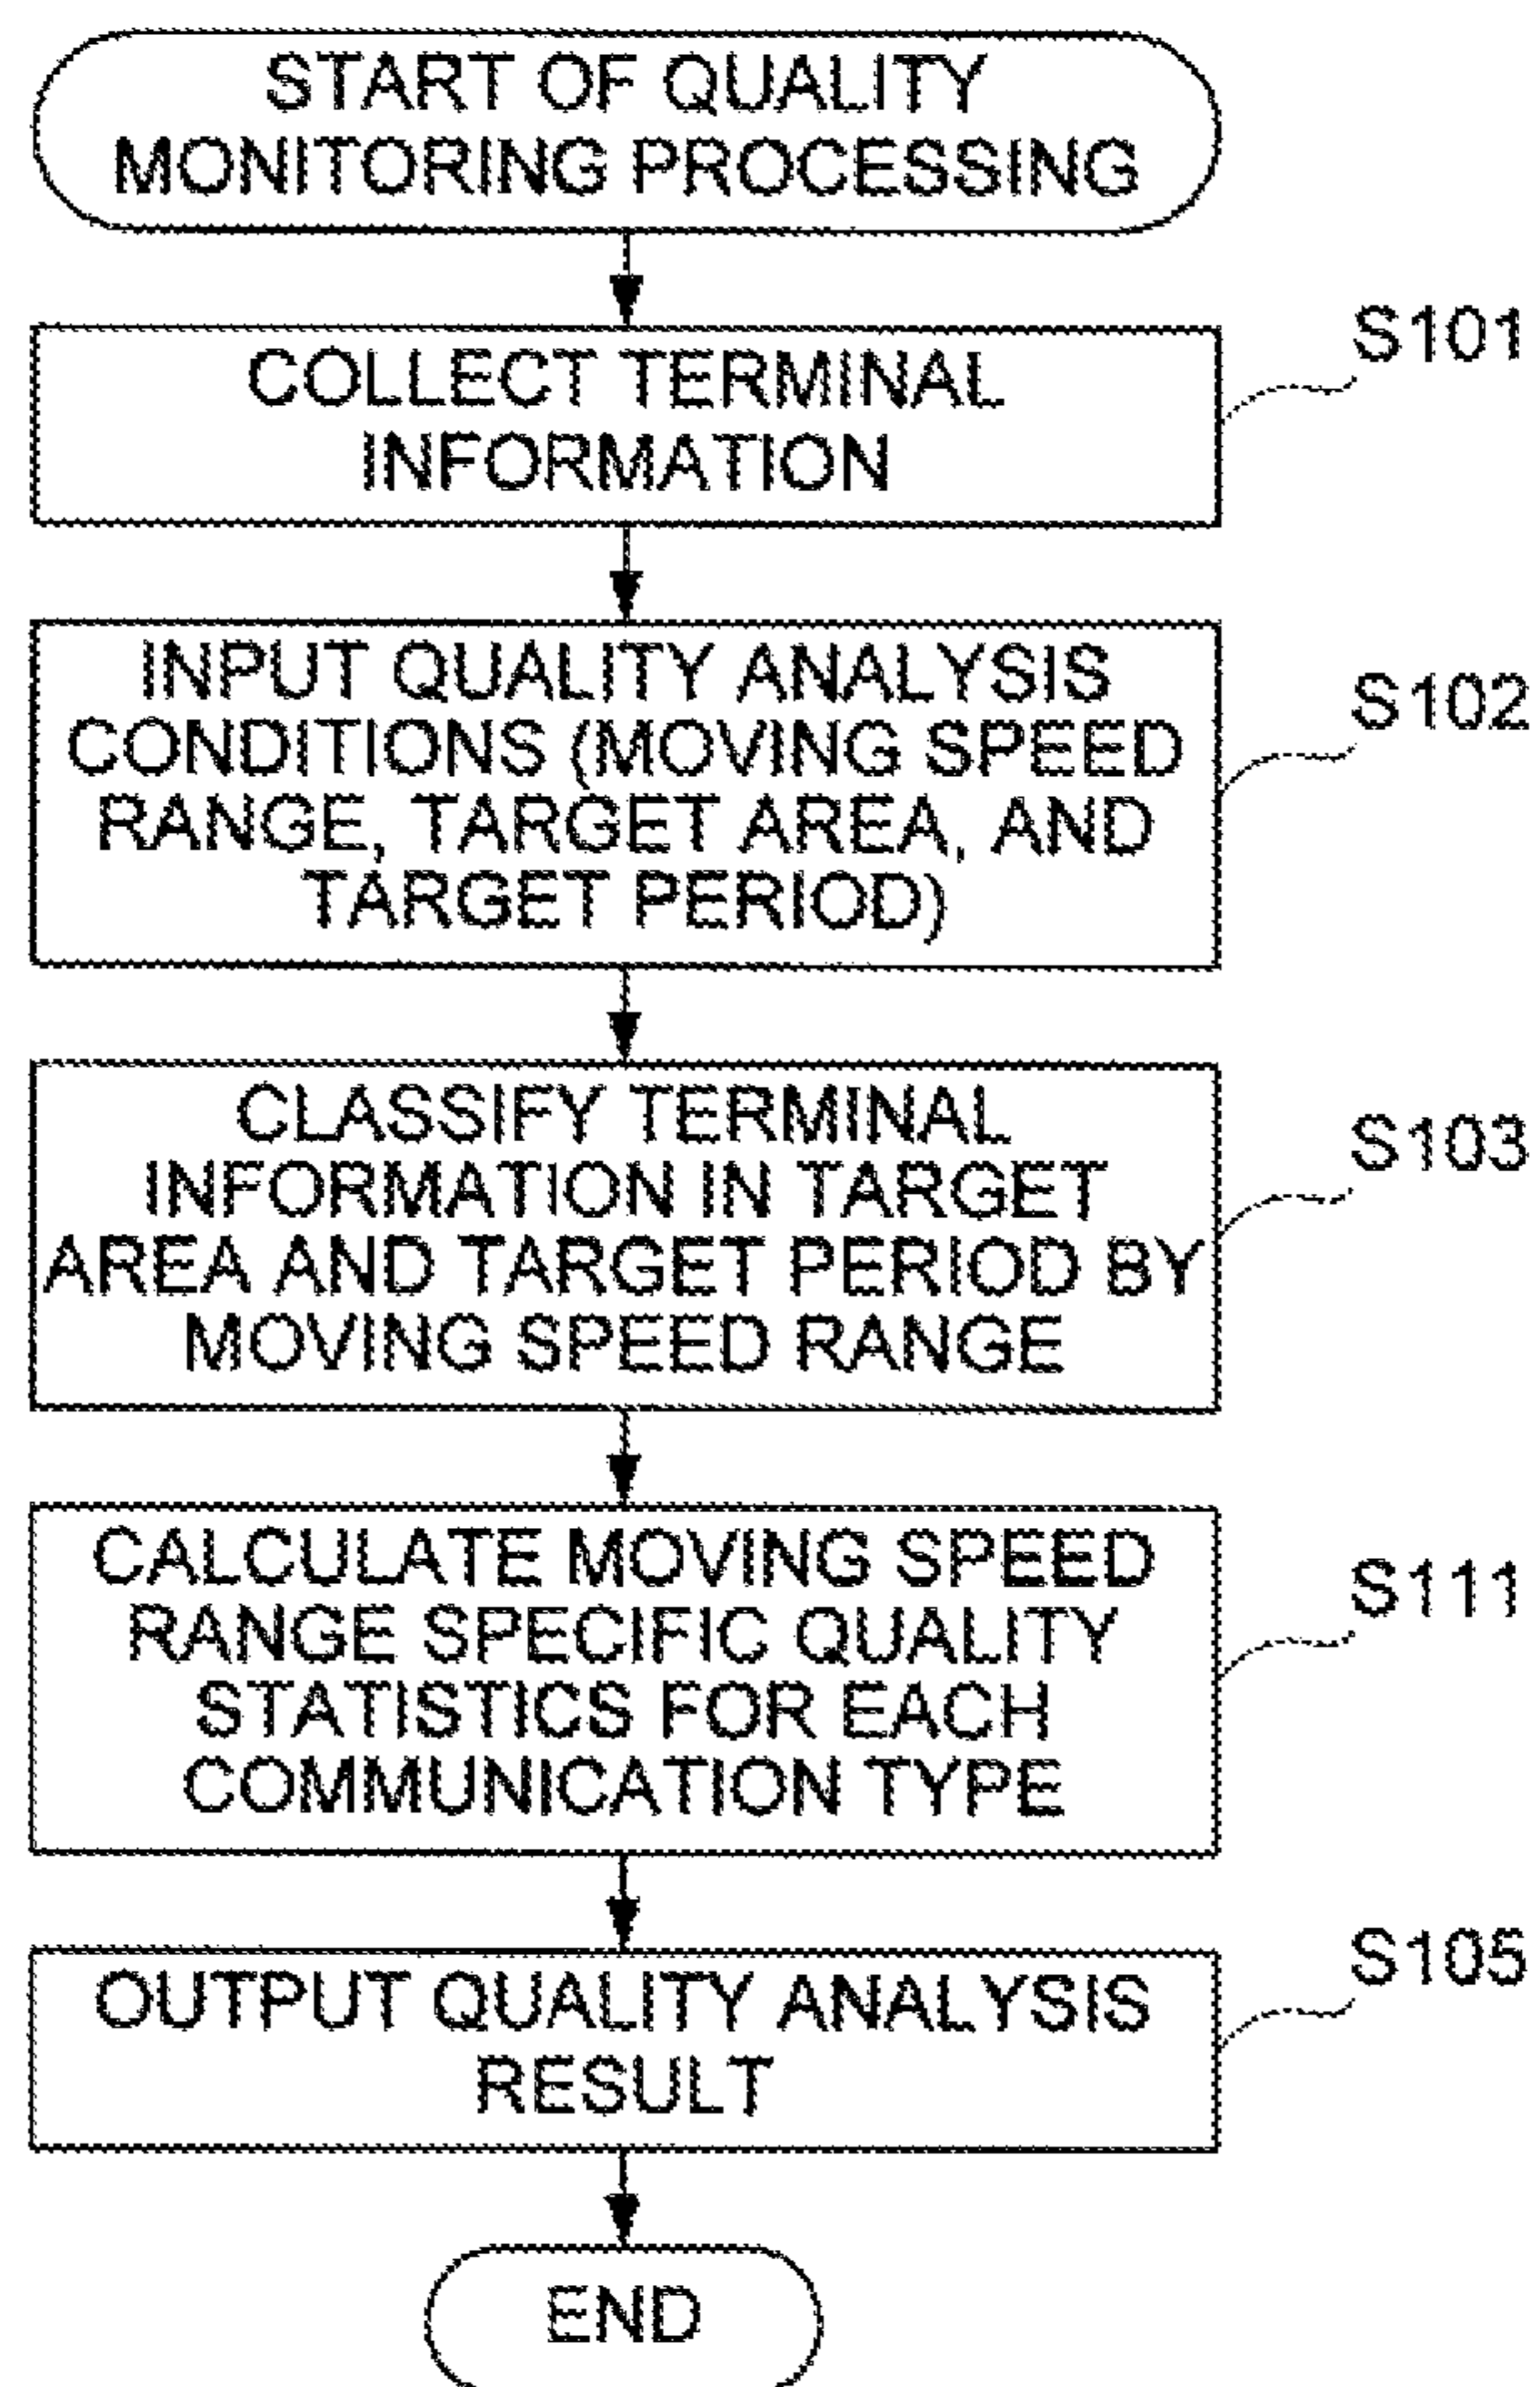 START OF QUALITY
MONITORING PROCESSING
COLLECT TERMINAL
INFORMATION
S101
INPUT QUALITY ANALYSIS
CONDITIONS (MOVING SPEED
RANGE, TARGET AREA, AND
TARGET PERIOD)
S102
CLASSIFY TERMINAL
INFORMATION IN TARGET
AREA AND TARGET PERIOD BY
MOVING SPEED RANGE
S103
CALCULATE MOVING SPEED
RANGE SPECIFIC QUALITY
STATISTICS FOR EACH
COMMUNICATION TYPE
S111
OUTPUT QUALITY ANALYSIS
RESULT
S105
END